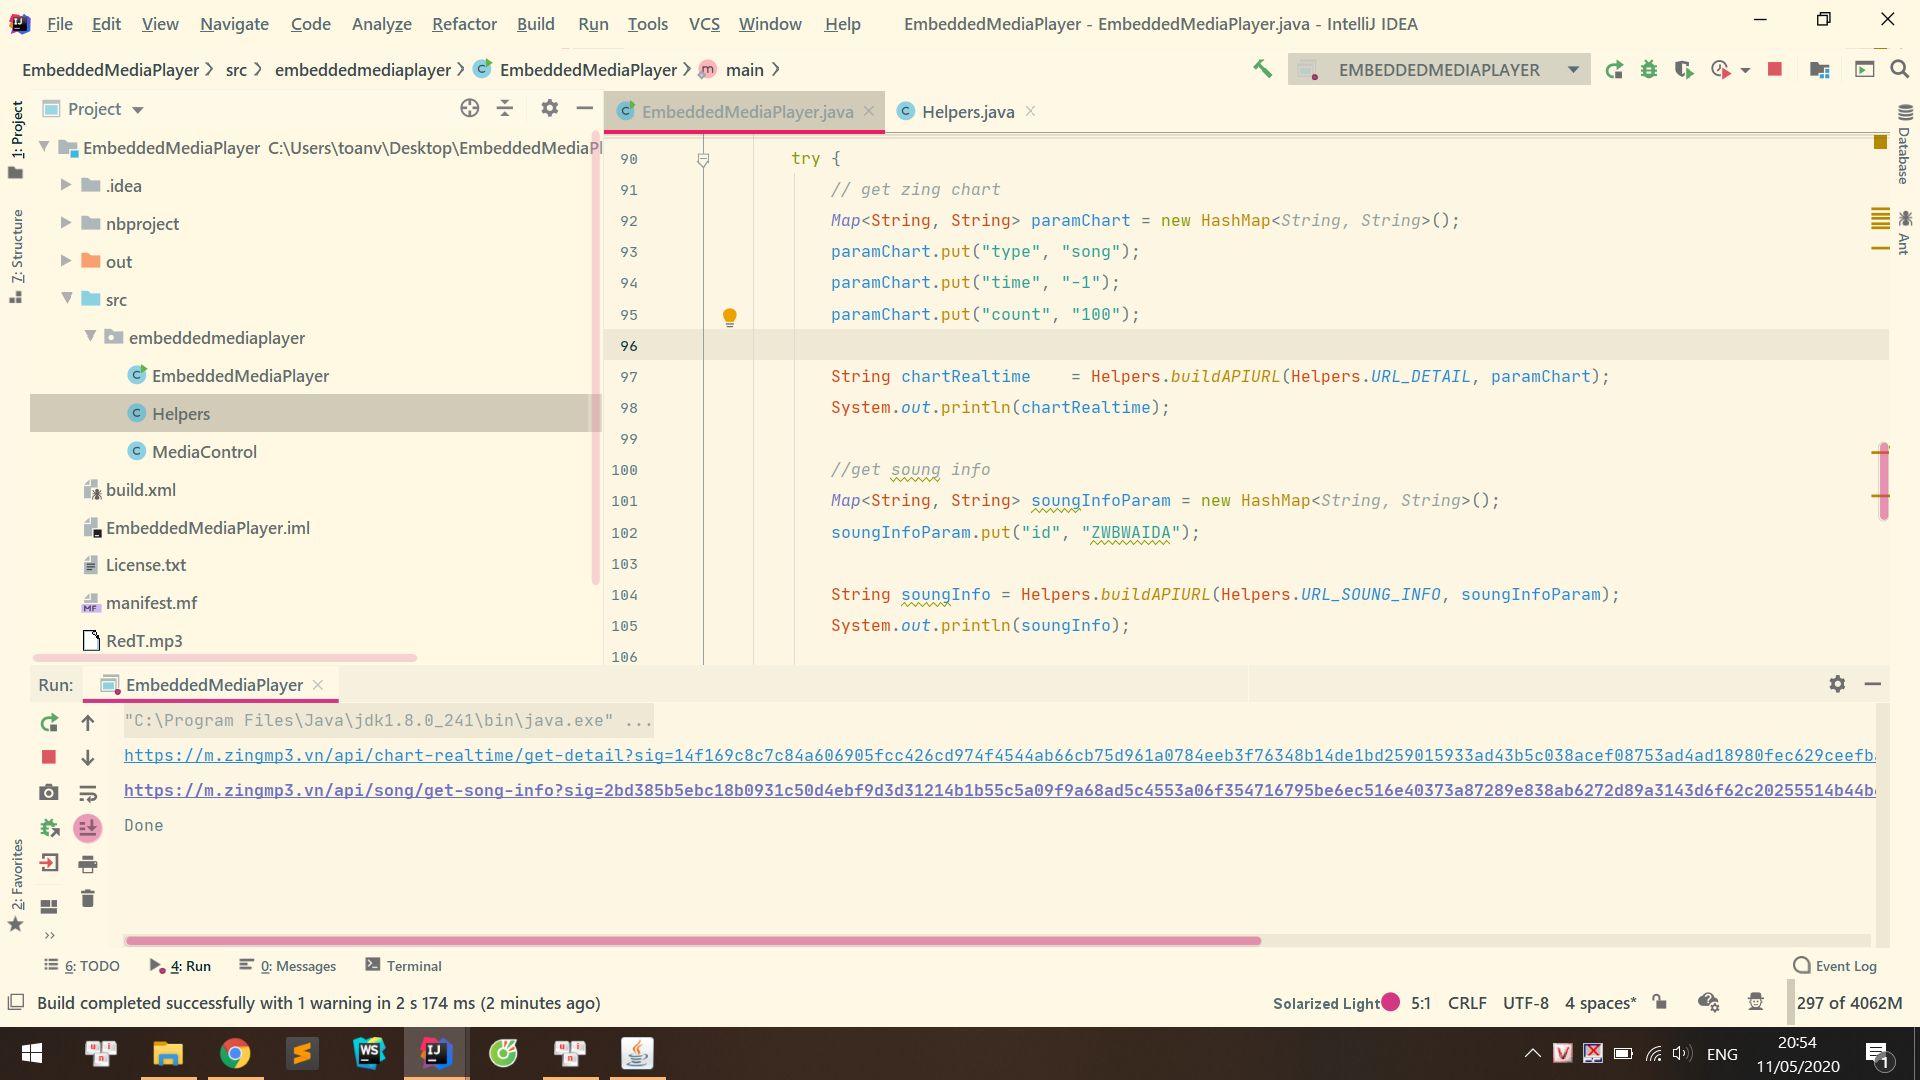 File Edit View Navigate Code Analyze Refactor Build Run Tools VCS Window Help EmbeddedMediaPlayer - EmbeddedMediaPlayer.java - IntelliJ IDEA
EmbeddedMediaPlayer src embeddedmediaplayer EmbeddedMediaPlayer main EMBEDDEDMEDIAPLAYER
1: Project
7: Structure
2: Favorites
Project
EmbeddedMediaPlayer C:\Users\toanv\Desktop\EmbeddedMediaPl
.idea
nbproject
out
src
embeddedmediaplayer
EmbeddedMediaPlayer
Helpers
MediaControl
build.xml
EmbeddedMediaPlayer.iml
License.txt
manifest.mf
RedT.mp3
EmbeddedMediaPlayer.java Helpers.java
90 try {
91 // get zing chart
92 Map<String, String> paramChart = new HashMap<String, String>();
93 paramChart.put("type", "song");
94 paramChart.put("time", "-1");
95 paramChart.put("count", "100");
96
97 String chartRealtime    = Helpers.buildAPIURL(Helpers.URL_DETAIL, paramChart);
98 System.out.println(chartRealtime);
99
100 //get soung info
101 Map<String, String> soungInfoParam = new HashMap<String, String>();
102 soungInfoParam.put("id", "ZWBWAIDA");
103
104 String soungInfo = Helpers.buildAPIURL(Helpers.URL_SOUNG_INFO, soungInfoParam);
105 System.out.println(soungInfo);
106
Database
Ant
Run: EmbeddedMediaPlayer
"C:\Program Files\Java\jdk1.8.0_241\bin\java.exe" ...
https://m.zingmp3.vn/api/chart-realtime/get-detail?sig=14f169c8c7c84a606905fcc426cd974f4544ab66cb75d961a0784eeb3f76348b14de1bd259015933ad43b5c038acef08753ad4ad18980fec629ceefb
https://m.zingmp3.vn/api/song/get-song-info?sig=2bd385b5ebc18b0931c50d4ebf9d3d31214b1b55c5a09f9a68ad5c4553a06f354716795be6ec516e40373a87289e838ab6272d89a3143d6f62c20255514b44b
Done
6: TODO 4: Run 0: Messages Terminal Event Log
Build completed successfully with 1 warning in 2 s 174 ms (2 minutes ago) Solarized Light 5:1 CRLF UTF-8 4 spaces* 297 of 4062M
ENG
20:54
11/05/2020
1